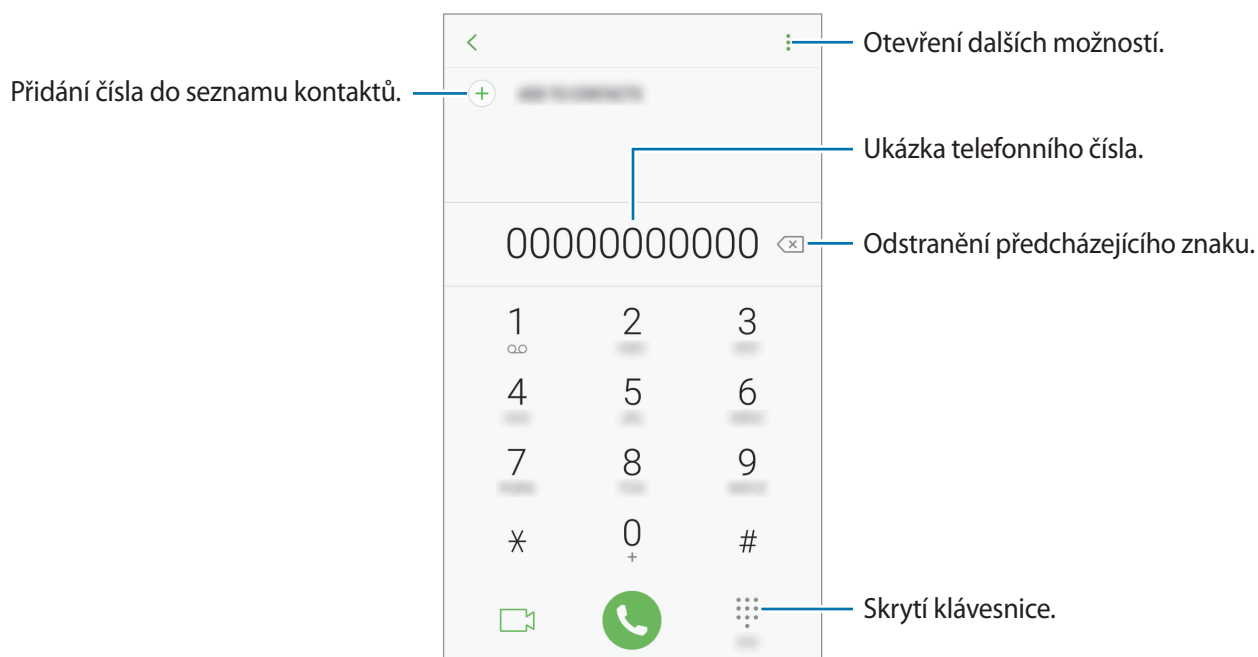 Otevření dalších možností.
Přidání čísla do seznamu kontaktů.
Ukázka telefonního čísla.
00000000000
Odstranění předcházejícího znaku.
1 2 3
4 5 6
7 8 9
* 0 #
+
Skrytí klávesnice.